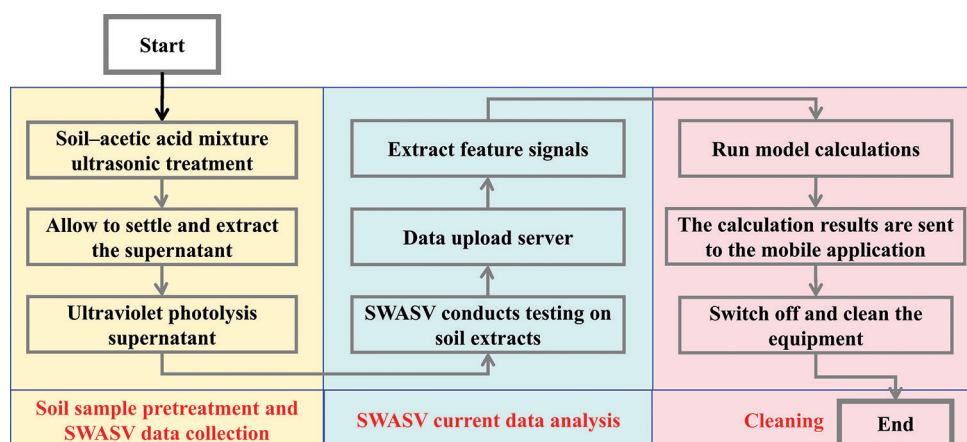 Start
Soil–acetic acid mixture
ultrasonic treatment
Allow to settle and extract
the supernatant
Ultraviolet photolysis
supernatant
Soil sample pretreatment and
SWASV data collection
Extract feature signals
Data upload server
SWASV conducts testing on
soil extracts
SWASV current data analysis
Run model calculations
The calculation results are sent
to the mobile application
Switch off and clean the
equipment
Cleaning
End